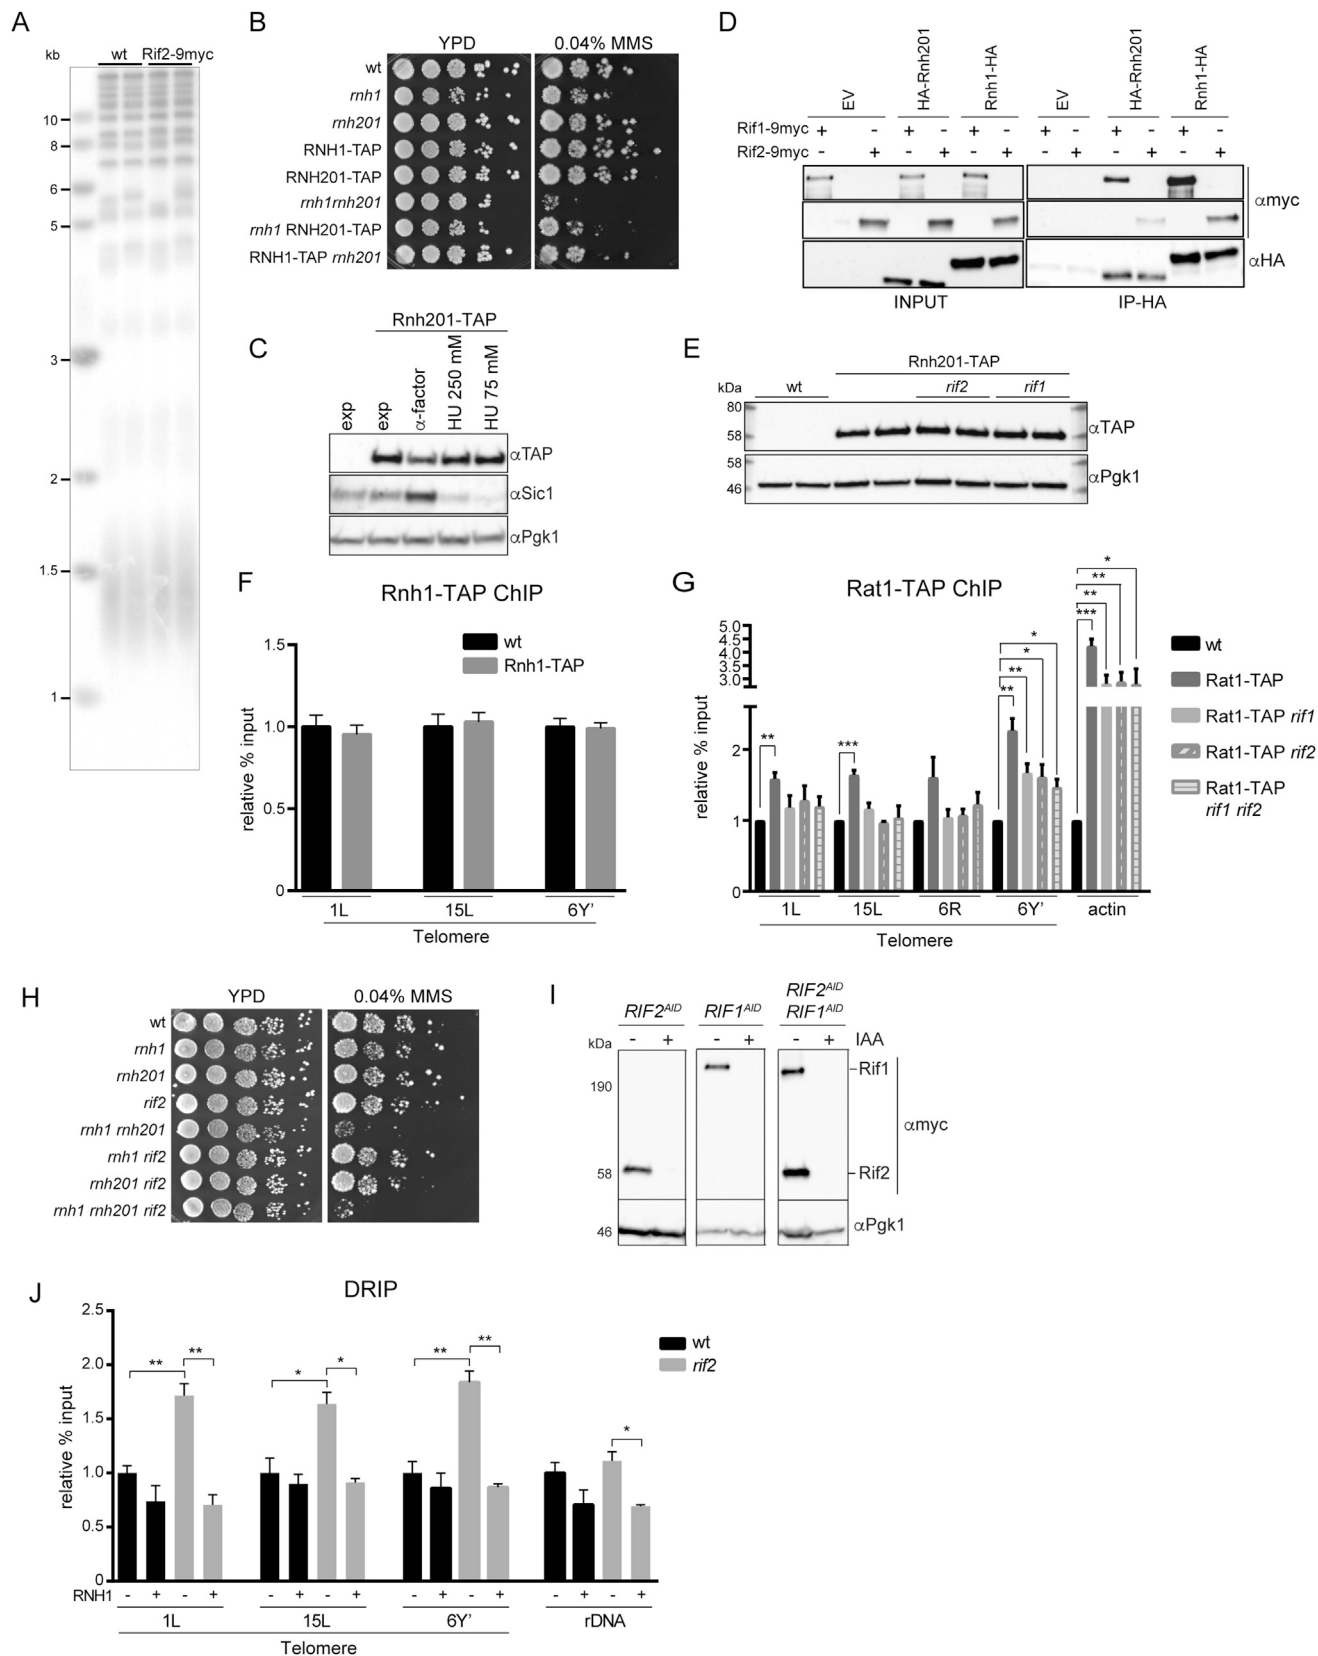 A
kb
wt Rif2-9myc
10
8
6
5
3
2
1.5
1
B
YPD 0.04% MMS
wt
rnh1
rnh201
RNH1-TAP
RNH201-TAP
rnh1rnh201
rnh1 RNH201-TAP
RNH1-TAP rnh201
C
Rnh201-TAP
exp exp α-factor HU 250 mM HU 75 mM
αTAP
αSic1
αPgk1
D
EV HA-Rnh201 Rnh1-HA EV HA-Rnh201 Rnh1-HA
Rif1-9myc + - + - + - + - + - + -
Rif2-9myc - + - + - + - + - + - +
αmyc
αHA
INPUT IP-HA
E
Rnh201-TAP
kDa wt rif2 rif1
80
58
αTAP
58
46
αPgk1
F
Rnh1-TAP ChIP
wt
Rnh1-TAP
relative % input
1.5
1.0
0.5
0
1L 15L 6Y'
Telomere
G
Rat1-TAP ChIP
relative % input
5.0
4.5
4.0
3.5
3.0
2
1
0
** *** ** ** * * *** ** ** *
wt
Rat1-TAP
Rat1-TAP rif1
Rat1-TAP rif2
Rat1-TAP
rif1 rif2
1L 15L 6R 6Y' actin
Telomere
H
YPD 0.04% MMS
wt
rnh1
rnh201
rif2
rnh1 rnh201
rnh1 rif2
rnh201 rif2
rnh1 rnh201 rif2
I
RIF2AID RIF1AID RIF2AID
RIF1AID
kDa - + - + - + IAA
190
58
46
Rif1
Rif2
αmyc
αPgk1
J
DRIP
wt
rif2
relative % input
2.5
2.0
1.5
1.0
0.5
0
** ** * * ** ** *
RNH1 - + - + - + - + - + - + - + - +
1L 15L 6Y' rDNA
Telomere